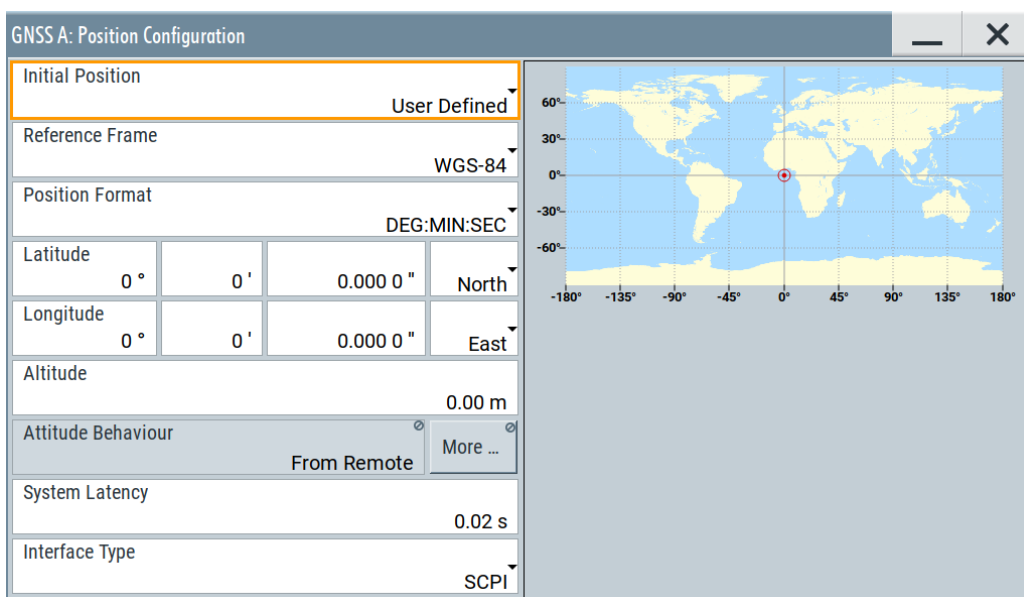 GNSS A: Position Configuration
Initial Position
User Defined
Reference Frame
WGS-84
Position Format
DEG:MIN:SEC
Latitude
0 ° 0 ' 0.000 0 " North
Longitude
0 ° 0 ' 0.000 0 " East
Altitude
0.00 m
Attitude Behaviour
From Remote
More ...
System Latency
0.02 s
Interface Type
SCPI
60°
30°
0°
-30°
-60°
-180° -135° -90° -45° 0° 45° 90° 135° 180°